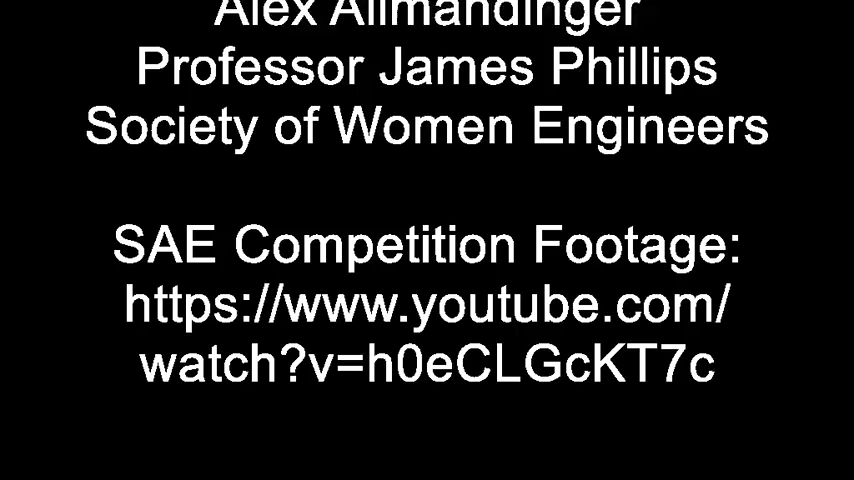 Alex Allmandinger
Professor James Phillips
Society of Women Engineers
SAE Competition Footage:
https://www.youtube.com/
watch?v=h0eCLGcKT7c